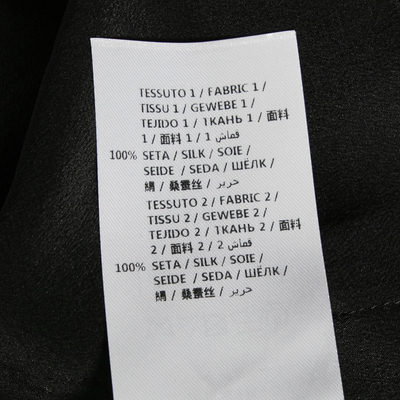 TESSUTO 1 / FABRIC 1 /
TISSU 1 / GEWEBE 1 /
TEJIDO 1 / ТКАНЬ 1 / 面料
1 / 面料 1 / 1 قماش
100% SETA / SILK / SOIE /
SEIDE / SEDA / ШЁЛК /
絹 / 桑蚕丝 / حرير /
TESSUTO 2 / FABRIC 2 /
TISSU 2 / GEWEBE 2 /
TEJIDO 2 / ТКАНЬ 2 / 面料
2 / 面料 2 / 2 قماش
100% SETA / SILK / SOIE /
SEIDE / SEDA / ШЁЛК /
絹 / 桑蚕丝 / حرير /